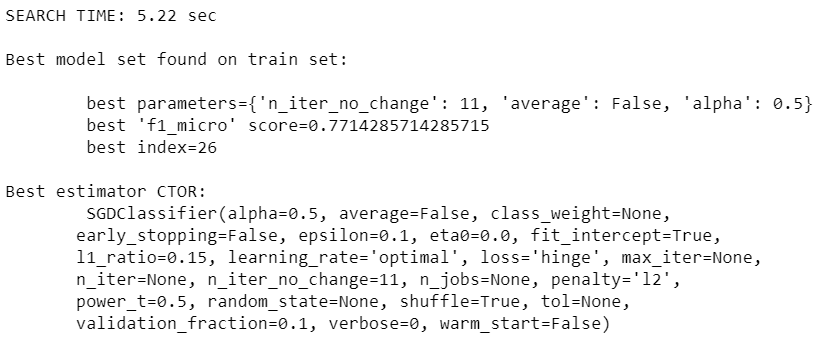 SEARCH TIME: 5.22 sec
Best model set found on train set:
best parameters={'n_iter_no_change': 11, 'average': False, 'alpha': 0.5}
best 'f1_micro' score=0.7714285714285715
best index=26
Best estimator CTOR:
SGDClassifier(alpha=0.5, average=False, class_weight=None,
early_stopping=False, epsilon=0.1, eta0=0.0, fit_intercept=True,
l1_ratio=0.15, learning_rate='optimal', loss='hinge', max_iter=None,
n_iter=None, n_iter_no_change=11, n_jobs=None, penalty='l2',
power_t=0.5, random_state=None, shuffle=True, tol=None,
validation_fraction=0.1, verbose=0, warm_start=False)